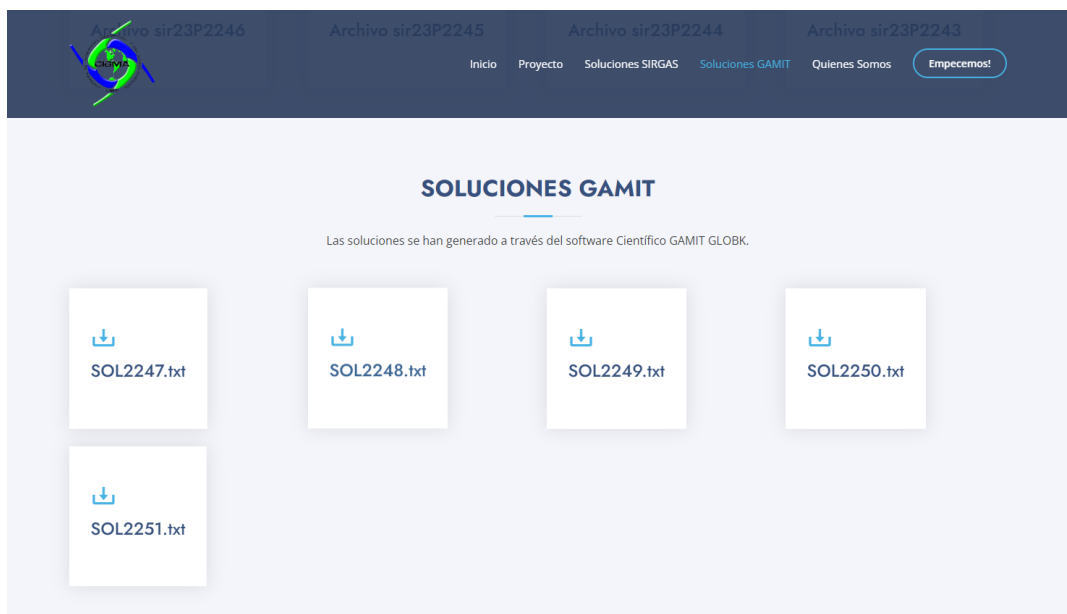 Archivo sir23P2246 Archivo sir23P2245 Archivo sir23P2244 Archivo sir23P2243
CIGMA
Inicio Proyecto Soluciones SIRGAS Soluciones GAMIT Quienes Somos Empecemos!
SOLUCIONES GAMIT
Las soluciones se han generado a través del software Científico GAMIT GLOBK.
SOL2247.txt SOL2248.txt SOL2249.txt SOL2250.txt
SOL2251.txt